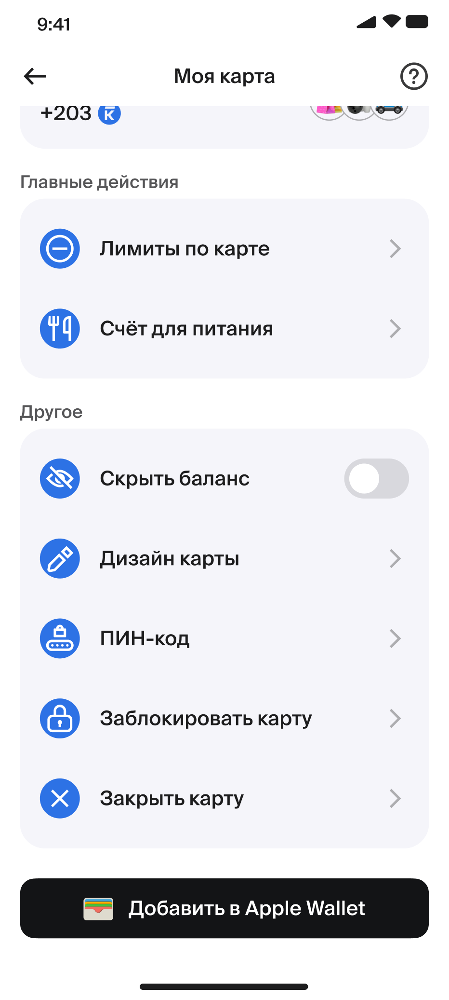 9:41
Моя карта
+203
Главные действия
Лимиты по карте
Счёт для питания
Другое
Скрыть баланс
Дизайн карты
ПИН-код
Заблокировать карту
Закрыть карту
Добавить в Apple Wallet